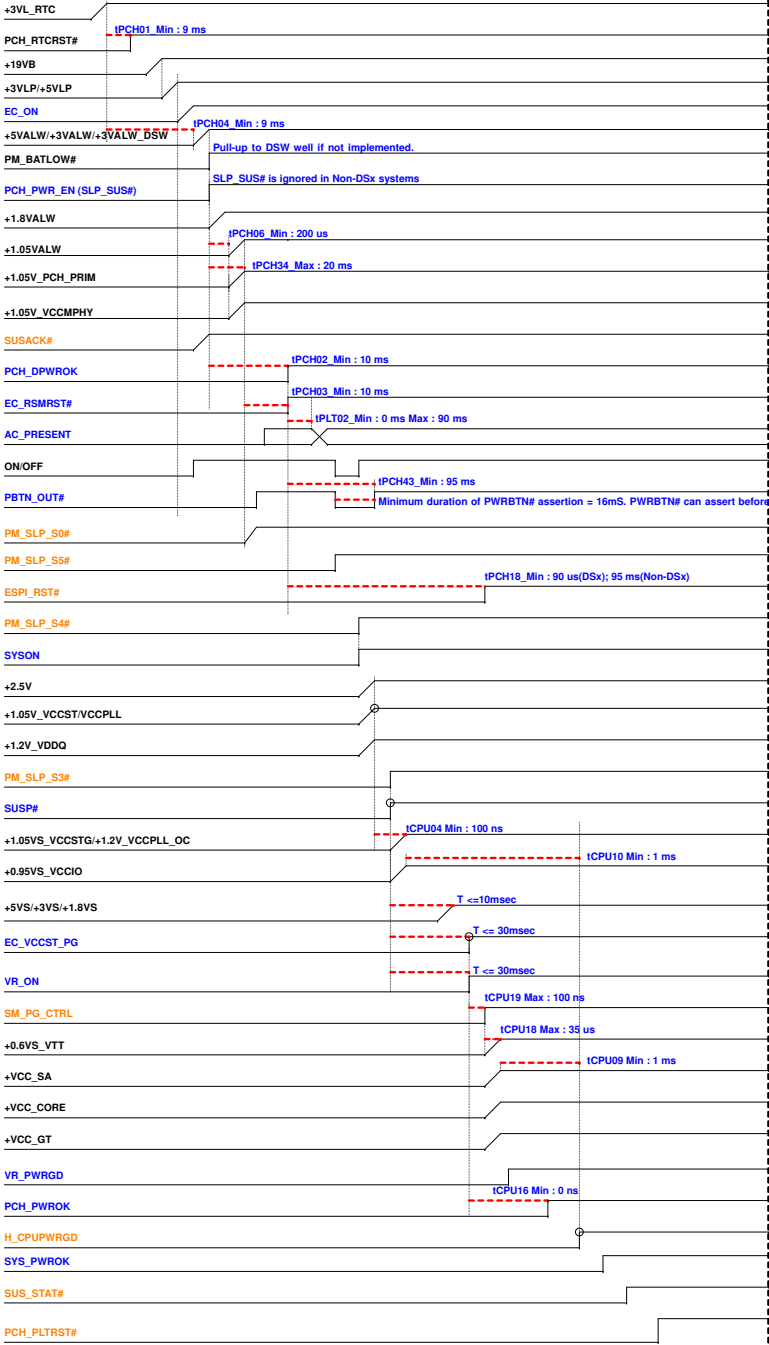 +3VL_RTC
tPCH01_Min : 9 ms
PCH_RTCRST#
+19VB
+3VLP/+5VLP
EC_ON
tPCH04_Min : 9 ms
+5VALW/+3VALW/+3VALW_DSW
Pull-up to DSW well if not implemented.
PM_BATLOW#
SLP_SUS# is ignored in Non-DSx systems
PCH_PWR_EN (SLP_SUS#)
+1.8VALW
tPCH06_Min : 200 us
+1.05VALW
tPCH34_Max : 20 ms
+1.05V_PCH_PRIM
+1.05V_VCCMPHY
SUSACK#
tPCH02_Min : 10 ms
PCH_DPWROK
tPCH03_Min : 10 ms
EC_RSMRST#
tPLT02_Min : 0 ms Max : 90 ms
AC_PRESENT
ON/OFF
tPCH43_Min : 95 ms
PBTN_OUT#
Minimum duration of PWRBTN# assertion = 16mS. PWRBTN# can assert before
PM_SLP_S0#
PM_SLP_S5#
tPCH18_Min : 90 us(DSx); 95 ms(Non-DSx)
ESPI_RST#
PM_SLP_S4#
SYSON
+2.5V
+1.05V_VCCST/VCCPLL
+1.2V_VDDQ
PM_SLP_S3#
SUSP#
tCPU04 Min : 100 ns
+1.05VS_VCCSTG/+1.2V_VCCPLL_OC
tCPU10 Min : 1 ms
+0.95VS_VCCIO
T <=10msec
+5VS/+3VS/+1.8VS
T <= 30msec
EC_VCCST_PG
T <= 30msec
VR_ON
tCPU19 Max : 100 ns
SM_PG_CTRL
tCPU18 Max : 35 us
+0.6VS_VTT
tCPU09 Min : 1 ms
+VCC_SA
+VCC_CORE
+VCC_GT
VR_PWRGD
tCPU16 Min : 0 ns
PCH_PWROK
H_CPUPWRGD
SYS_PWROK
SUS_STAT#
PCH_PLTRST#